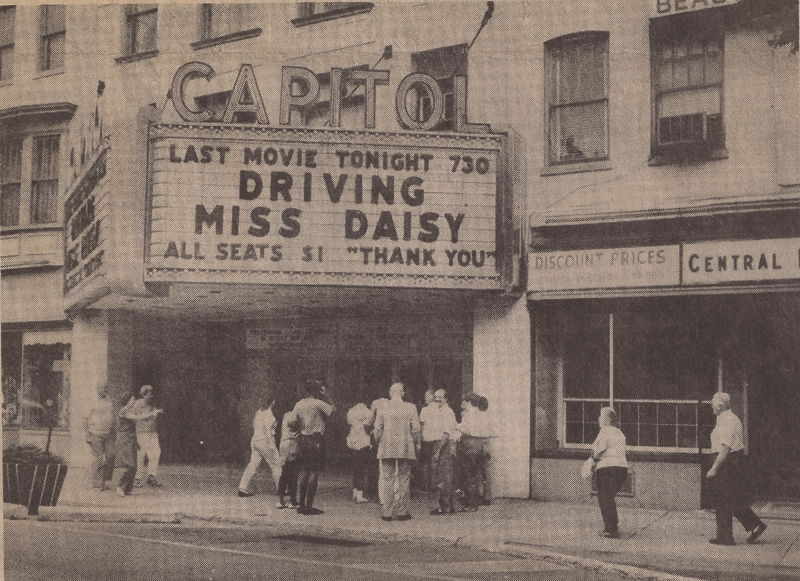 CAPITOL
LAST MOVIE TONIGHT 730
DRIVING
MISS DAISY
ALL SEATS $1 "THANK YOU"
DISCOUNT PRICES
CENTRAL